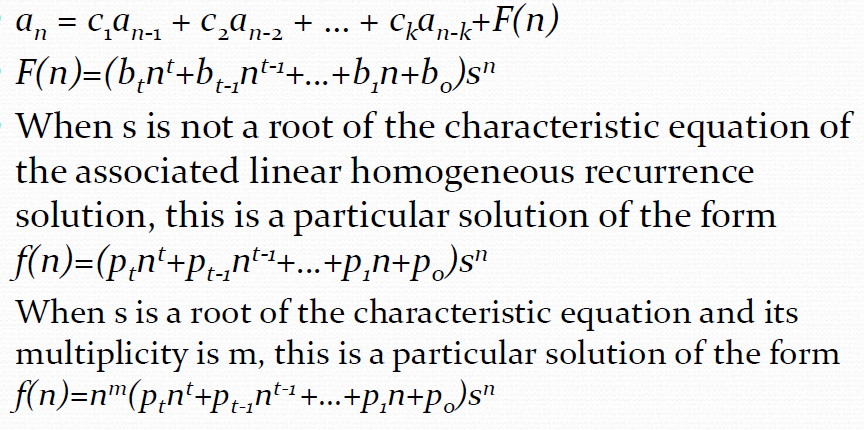 aₙ = c₁aₙ₋₁ + c₂aₙ₋₂ + ... + cₖaₙ₋ₖ+F(n)
F(n)=(bₜnᵗ+bₜ₋₁nᵗ⁻¹+...+b₁n+b₀)sⁿ
When s is not a root of the characteristic equation of
the associated linear homogeneous recurrence
solution, this is a particular solution of the form
f(n)=(pₜnᵗ+pₜ₋₁nᵗ⁻¹+...+p₁n+p₀)sⁿ
When s is a root of the characteristic equation and its
multiplicity is m, this is a particular solution of the form
f(n)=nᵐ(pₜnᵗ+pₜ₋₁nᵗ⁻¹+...+p₁n+p₀)sⁿ